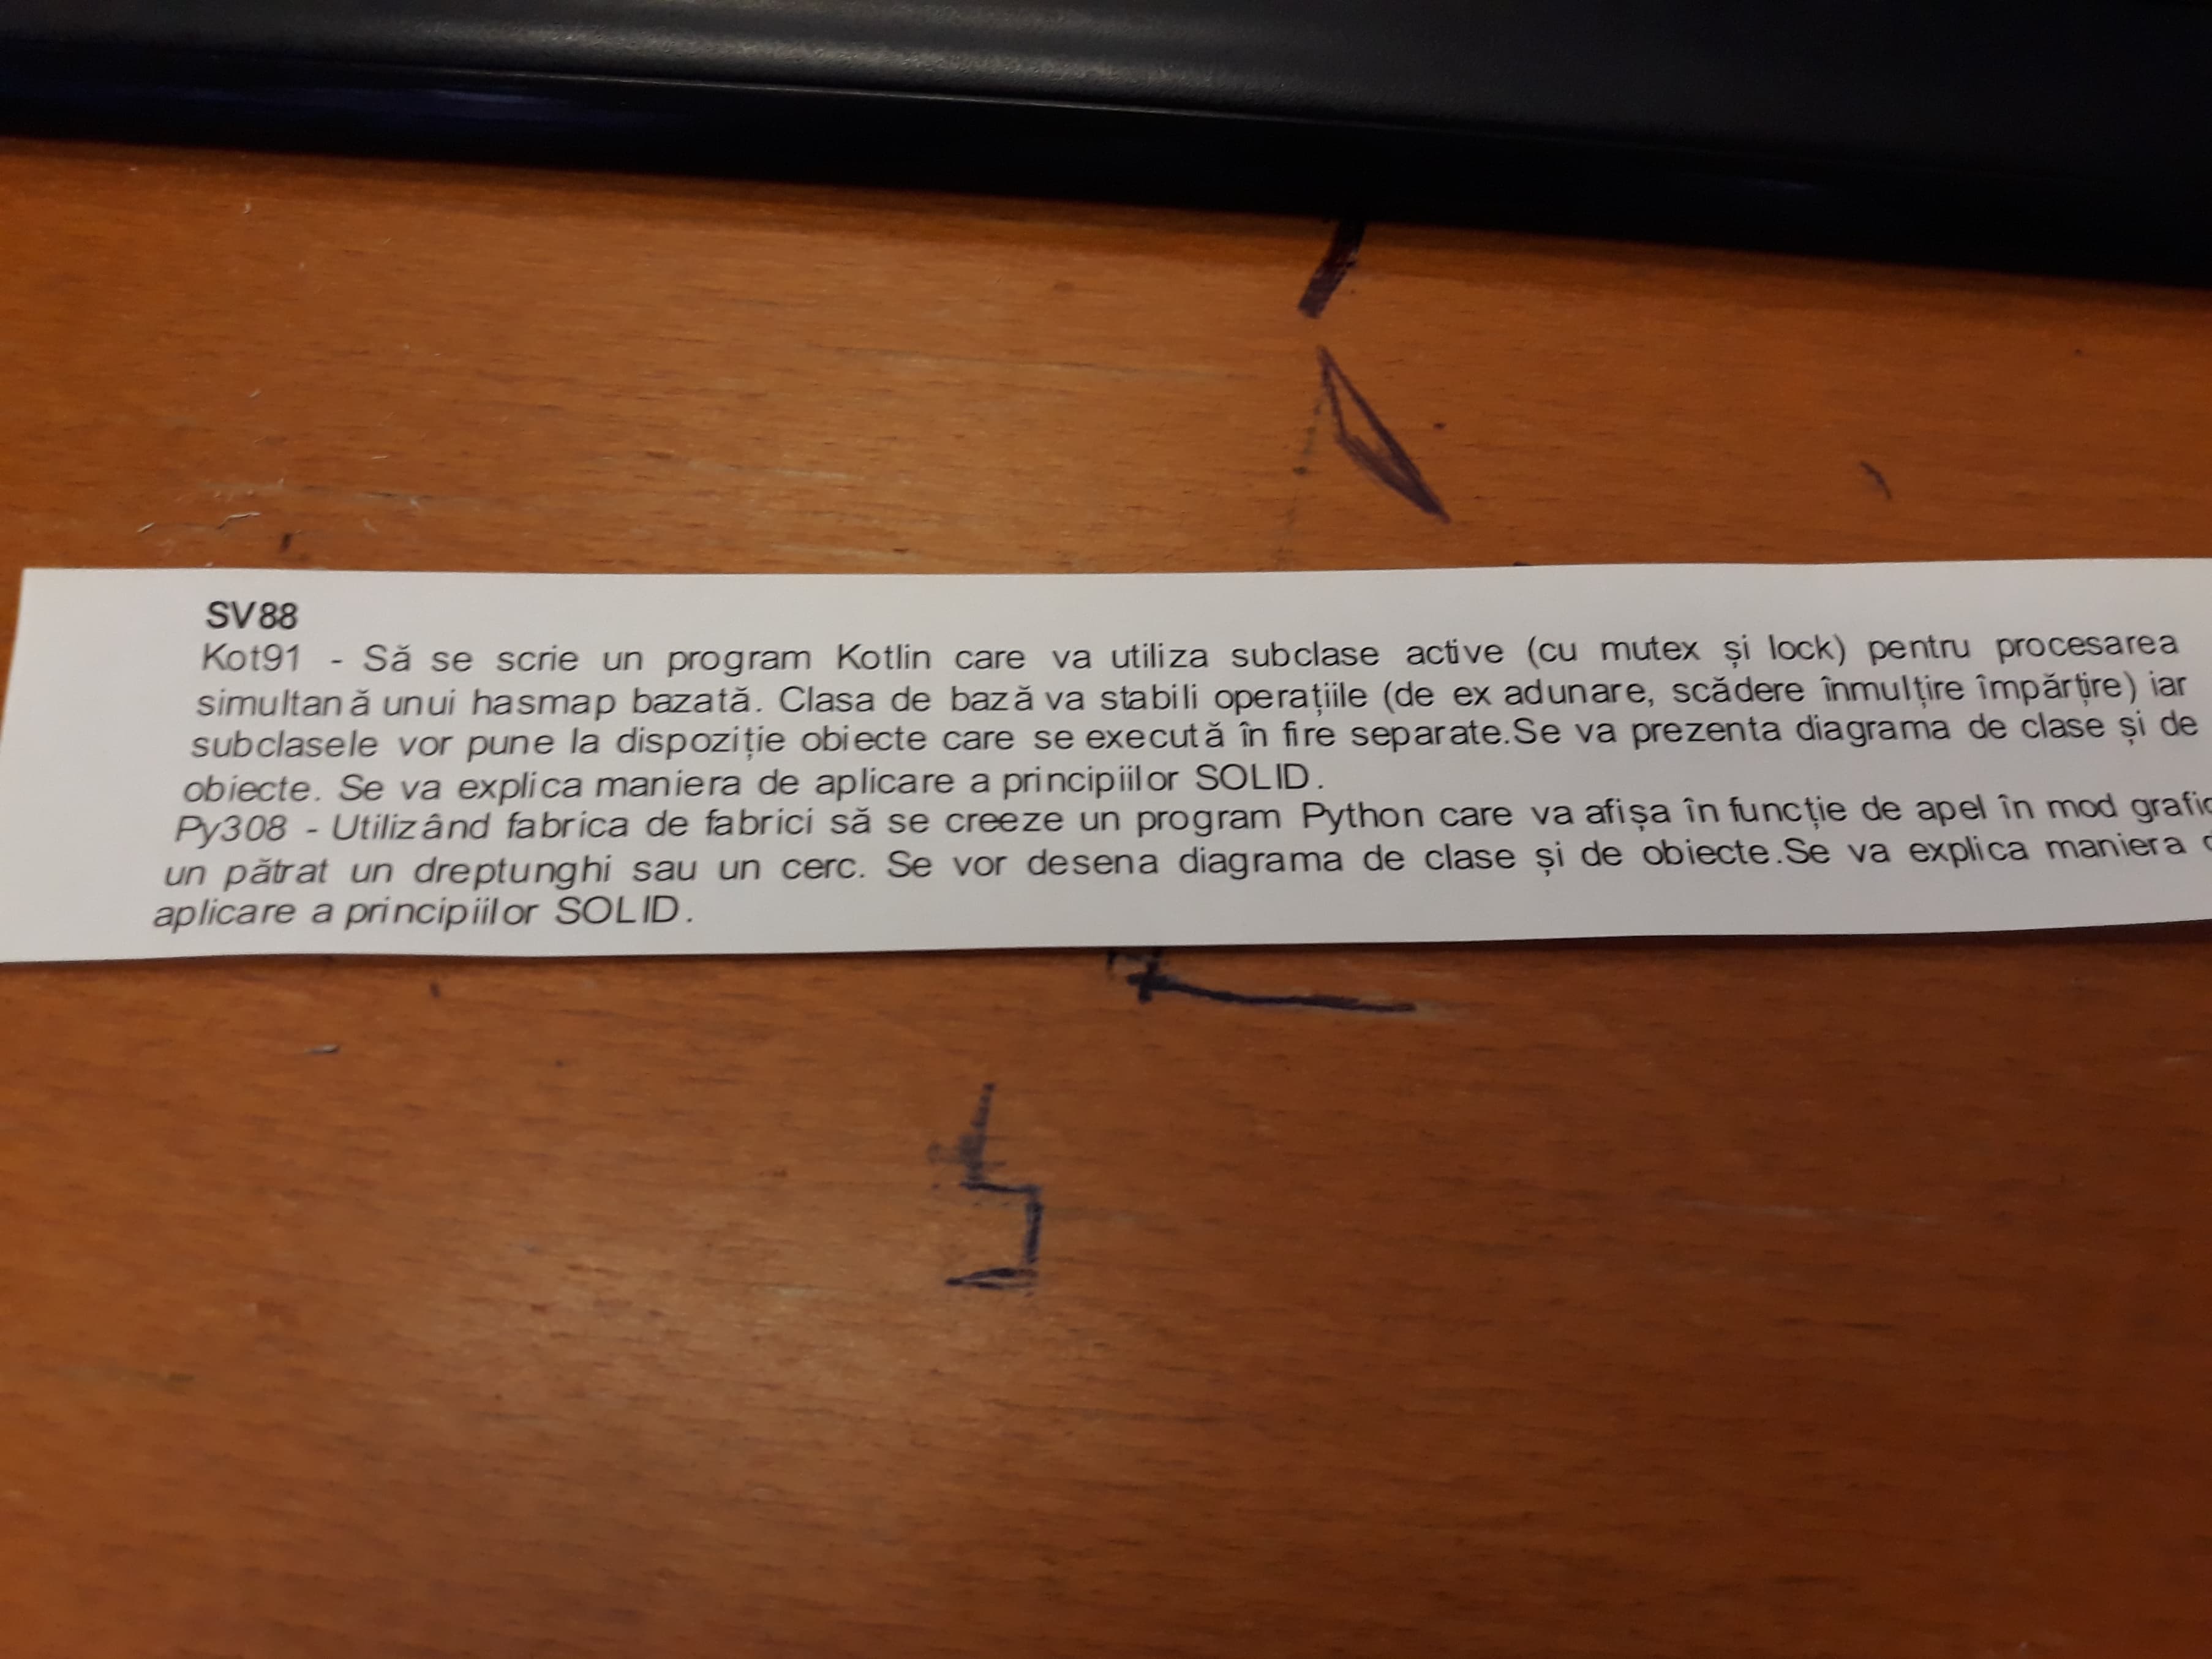 SV88
Kot91 - Să se scrie un program Kotlin care va utiliza subclase active (cu mutex și lock) pentru procesarea
simultană unui hasmap bazată. Clasa de bază va stabili operațiile (de ex adunare, scădere înmulțire împărțire) iar
subclasele vor pune la dispoziție obiecte care se execută în fire separate.Se va prezenta diagrama de clase și de
obiecte. Se va explica maniera de aplicare a principiilor SOLID.
Py308 - Utilizând fabrica de fabrici să se creeze un program Python care va afișa în funcție de apel în mod grafic
un pătrat un dreptunghi sau un cerc. Se vor desena diagrama de clase și de obiecte.Se va explica maniera
aplicare a principiilor SOLID.